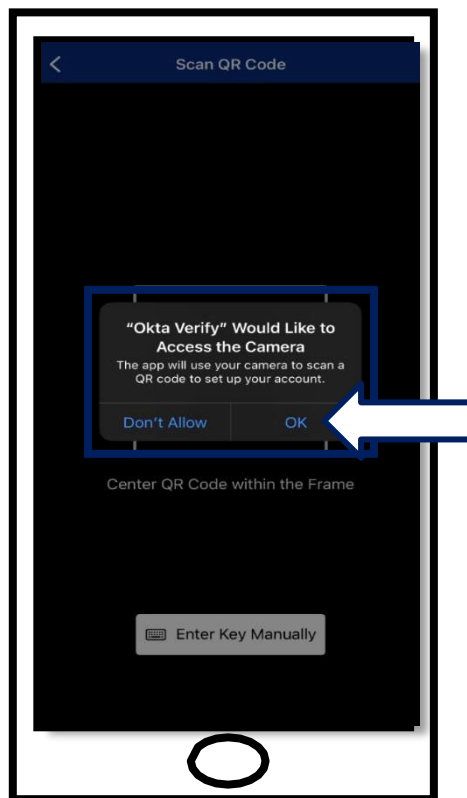 Scan QR Code
“Okta Verify” Would Like to
Access the Camera
The app will use your camera to scan a
QR code to set up your account.
Don’t Allow
OK
Center QR Code within the Frame
Enter Key Manually